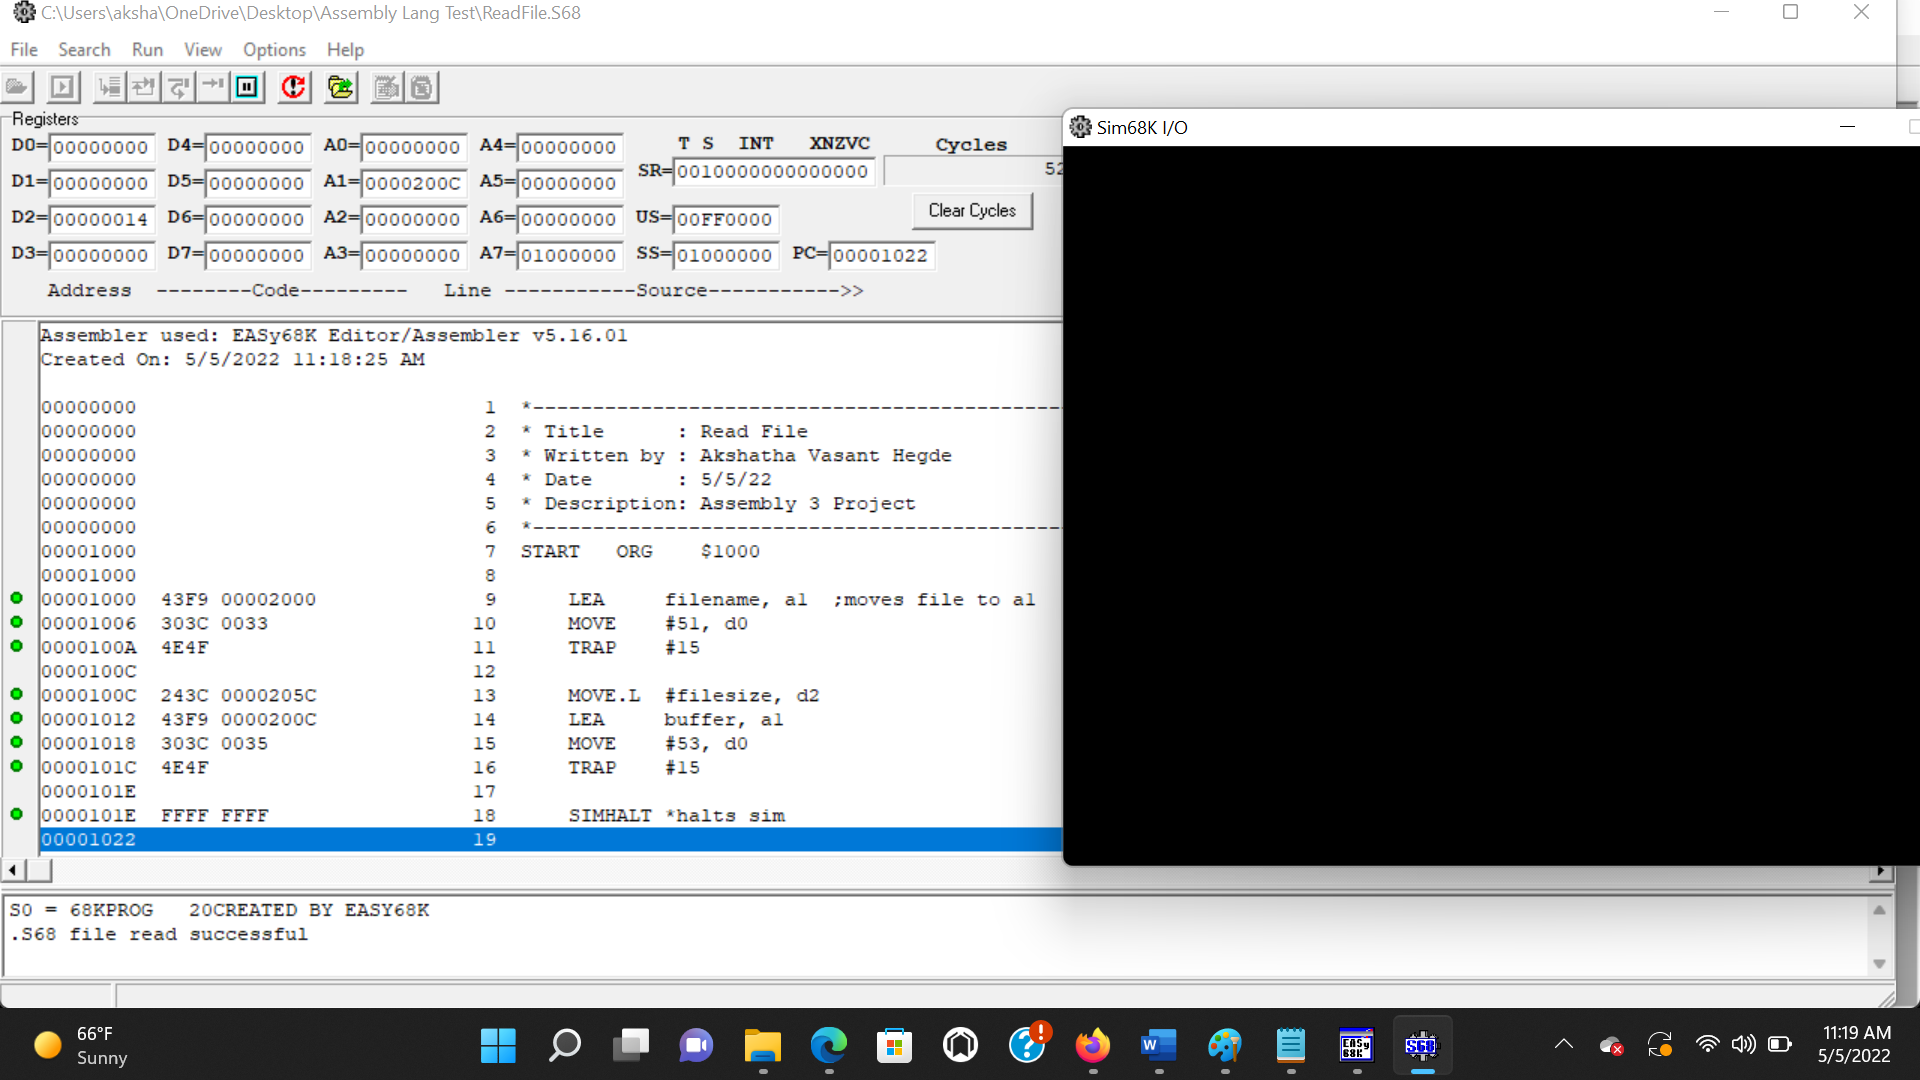 C:\Users\aksha\OneDrive\Desktop\Assembly Lang Test\ReadFile.S68
File Search Run View Options Help
Registers
D0= 00000000 D4= 00000000 A0= 00000000 A4= 00000000 T S INT XNZVC Cycles
D1= 00000000 D5= 00000000 A1= 0000200C A5= 00000000 SR= 0010000000000000 52
D2= 00000014 D6= 00000000 A2= 00000000 A6= 00000000 US= 00FF0000 Clear Cycles
D3= 00000000 D7= 00000000 A3= 00000000 A7= 01000000 SS= 01000000 PC= 00001022
Address --------Code--------- Line -----------Source----------->>
Sim68K I/O
Assembler used: EASy68K Editor/Assembler v5.16.01
Created On: 5/5/2022 11:18:25 AM
00000000 1 *--------------------------------------------
00000000 2 * Title : Read File
00000000 3 * Written by : Akshatha Vasant Hegde
00000000 4 * Date : 5/5/22
00000000 5 * Description: Assembly 3 Project
00000000 6 *--------------------------------------------
00001000 7 START ORG $1000
00001000 8
00001000 43F9 00002000 9 LEA filename, a1 ;moves file to a1
00001006 303C 0033 10 MOVE #51, d0
0000100A 4E4F 11 TRAP #15
0000100C 12
0000100C 243C 0000205C 13 MOVE.L #filesize, d2
00001012 43F9 0000200C 14 LEA buffer, a1
00001018 303C 0035 15 MOVE #53, d0
0000101C 4E4F 16 TRAP #15
0000101E 17
0000101E FFFF FFFF 18 SIMHALT *halts sim
00001022 19
S0 = 68KPROG 20CREATED BY EASY68K
.S68 file read successful
66°F
Sunny
W
EASy
68K
S68
11:19 AM
5/5/2022